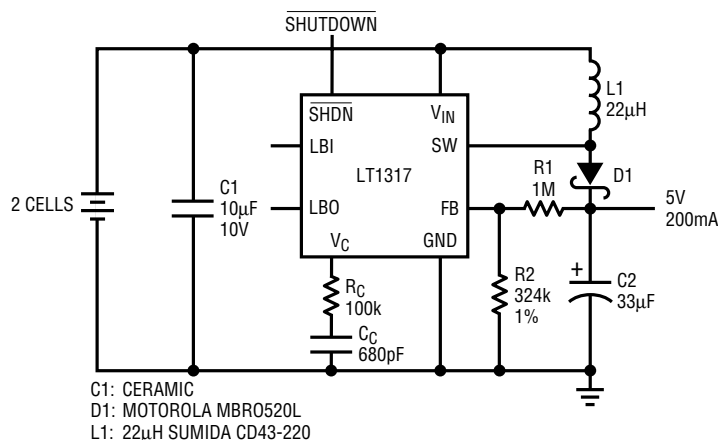 SHUTDOWN
L1
22µH
SHDN
VIN
LBI
SW
LT1317
R1
1M
D1
5V
200mA
2 CELLS
C1
10µF
10V
LBO
FB
VC
GND
R2
324k
1%
+
C2
33µF
RC
100k
CC
680pF
C1: CERAMIC
D1: MOTOROLA MBRO520L
L1: 22µH SUMIDA CD43-220